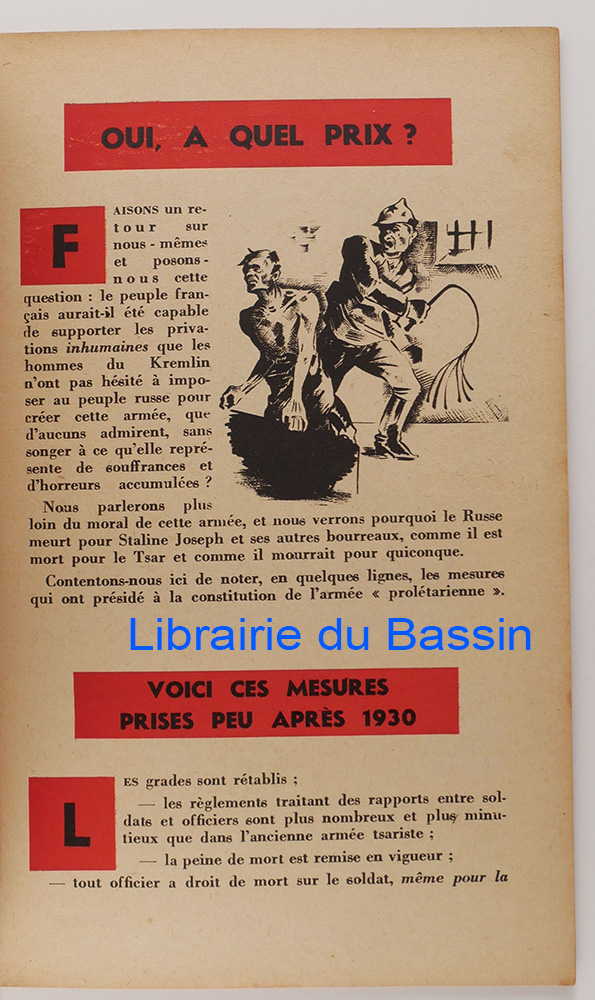 OUI, A QUEL PRIX ?
FAISONS un re-
tour sur
nous - mêmes
et posons-
nous cette
question : le peuple fran-
çais aurait-il été capable
de supporter les priva-
tions inhumaines que les
hommes du Kremlin
n'ont pas hésité à impo-
ser au peuple russe pour
créer cette armée, que
d'aucuns admirent, sans
songer à ce qu'elle repré-
sente de souffrances et
d'horreurs accumulées ?
Nous parlerons plus
loin du moral de cette armée, et nous verrons pourquoi le Russe
meurt pour Staline Joseph et ses autres bourreaux, comme il est
mort pour le Tsar et comme il mourrait pour quiconque.
Contentons-nous ici de noter, en quelques lignes, les mesures
qui ont présidé à la constitution de l'armée « prolétarienne ».
Librairie du Bassin
VOICI CES MESURES
PRISES PEU APRÈS 1930
LES grades sont rétablis ;
— les règlements traitant des rapports entre sol-
dats et officiers sont plus nombreux et plus minu-
tieux que dans l'ancienne armée tsariste ;
— la peine de mort est remise en vigueur ;
— tout officier a droit de mort sur le soldat, même pour la